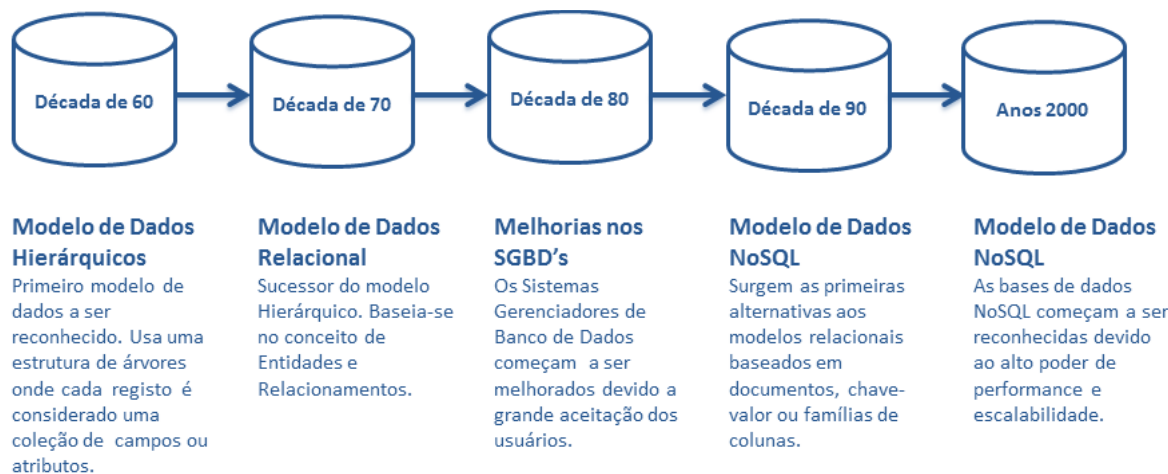 Década de 60
Década de 70
Década de 80
Década de 90
Anos 2000
Modelo de Dados
Hierárquicos
Primeiro modelo de
dados a ser
reconhecido. Usa uma
estrutura de árvores
onde cada registo é
considerado uma
coleção de campos ou
atributos.
Modelo de Dados
Relacional
Sucessor do modelo
Hierárquico. Baseia-se
no conceito de
Entidades e
Relacionamentos.
Melhorias nos
SGBD's
Os Sistemas
Gerenciadores de
Banco de Dados
começam a ser
melhorados devido a
grande aceitação dos
usuários.
Modelo de Dados
NoSQL
Surgem as primeiras
alternativas aos
modelos relacionais
baseados em
documentos, chave-
valor ou famílias de
colunas.
Modelo de Dados
NoSQL
As bases de dados
NoSQL começam a ser
reconhecidas devido
ao alto poder de
performance e
escalabilidade.